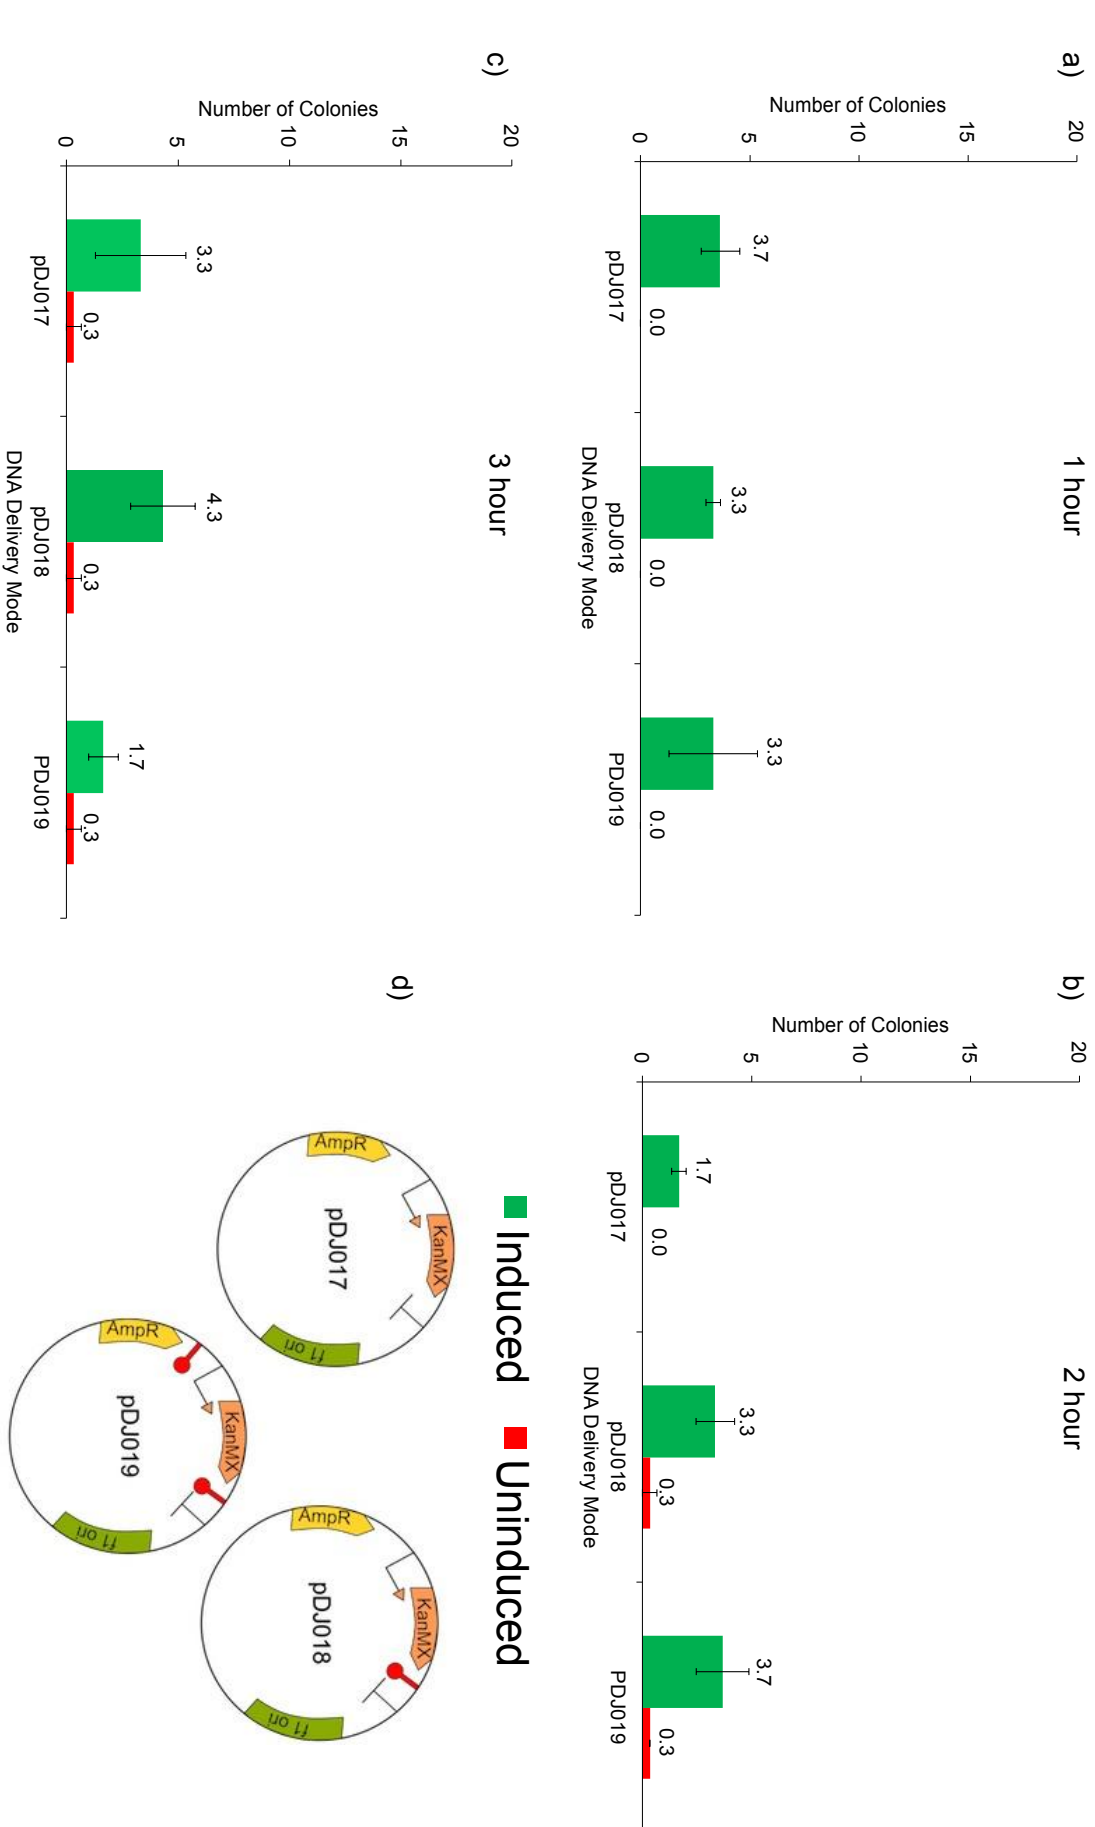 a)
1 hour
Number of Colonies
20
15
10
5
0
3.7
0.0
3.3
0.0
3.3
0.0
pDJ017
pDJ018
PDJ019
DNA Delivery Mode
b)
2 hour
Number of Colonies
20
15
10
5
0
1.7
0.0
3.3
0.3
3.7
0.3
pDJ017
pDJ018
PDJ019
DNA Delivery Mode
c)
3 hour
Number of Colonies
20
15
10
5
0
3.3
0.3
4.3
0.3
1.7
0.3
pDJ017
pDJ018
PDJ019
DNA Delivery Mode
Induced
Uninduced
d)
KanMX
AmpR
pDJ017
f1 ori
KanMX
AmpR
pDJ018
f1 ori
KanMX
AmpR
pDJ019
f1 ori